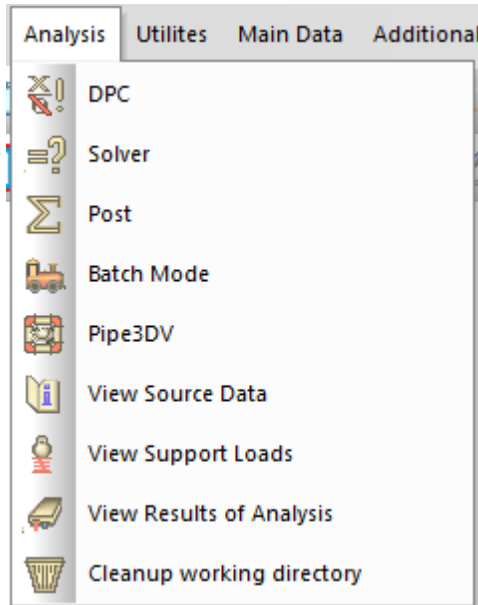 Analysis Utilites Main Data Additional
DPC
Solver
Post
Batch Mode
Pipe3DV
View Source Data
View Support Loads
View Results of Analysis
Cleanup working directory